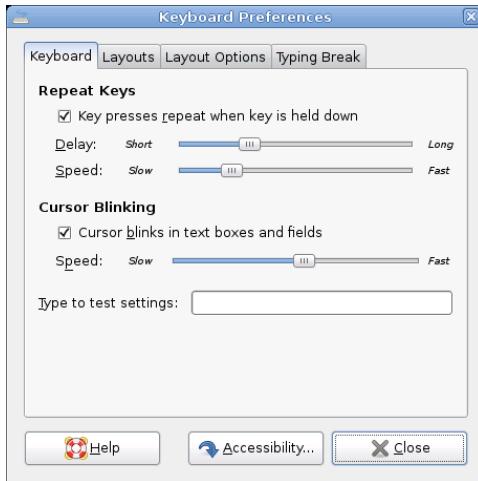 Keyboard Preferences
Keyboard Layouts Layout Options Typing Break
Repeat Keys
Key presses repeat when key is held down
Delay: Short Long
Speed: Slow Fast
Cursor Blinking
Cursor blinks in text boxes and fields
Speed: Slow Fast
Type to test settings:
Help Accessibility... Close